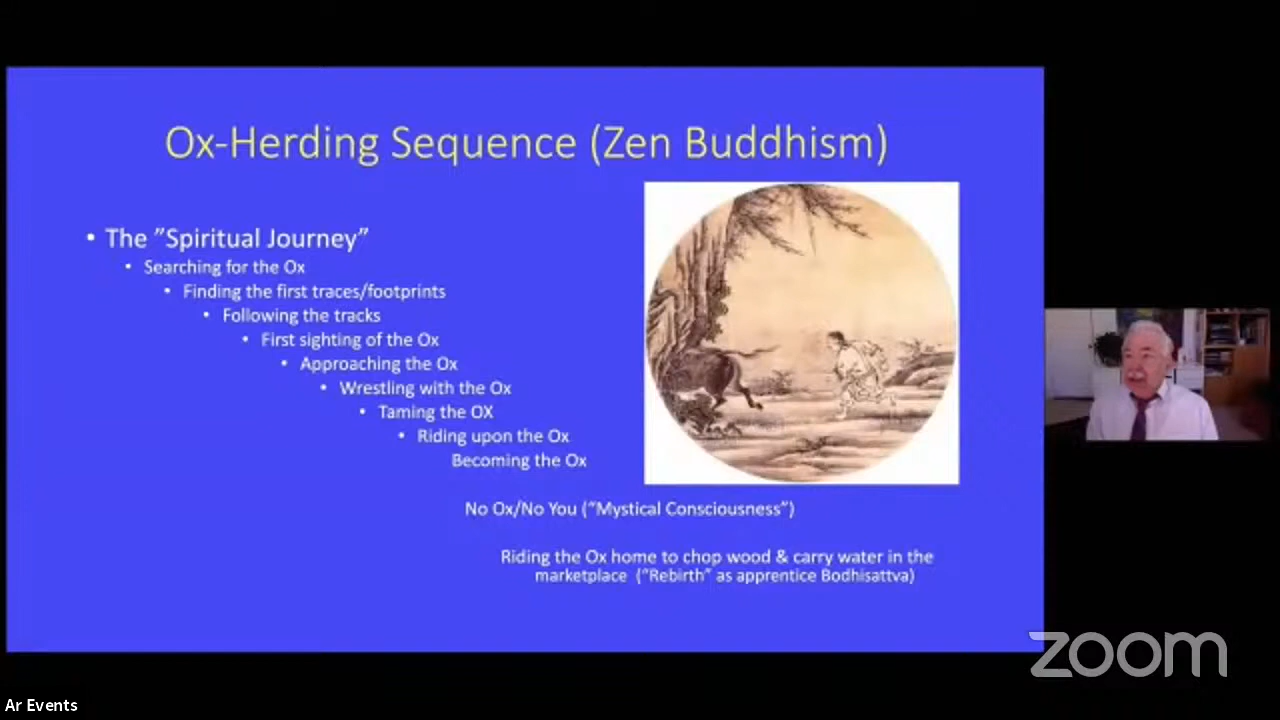 Ox-Herding Sequence (Zen Buddhism)
• The ”Spiritual Journey”
• Searching for the Ox
• Finding the first traces/footprints
• Following the tracks
• First sighting of the Ox
• Approaching the Ox
• Wrestling with the Ox
• Taming the OX
• Riding upon the Ox
Becoming the Ox
No Ox/No You (“Mystical Consciousness”)
Riding the Ox home to chop wood & carry water in the
marketplace (“Rebirth” as apprentice Bodhisattva)
zoom
Ar Events